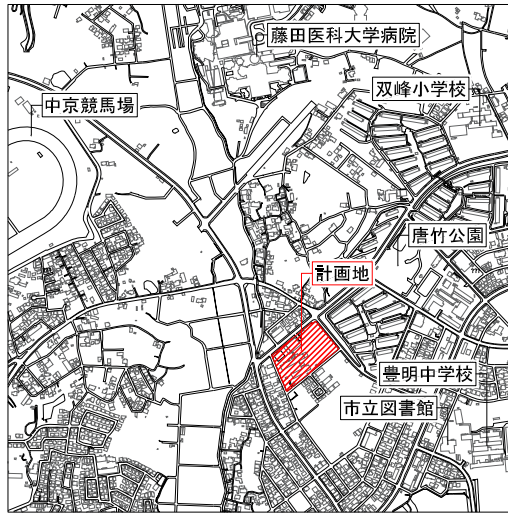 藤田医科大学病院
双峰小学校
中京競馬場
唐竹公園
計画地
豊明中学校
市立図書館